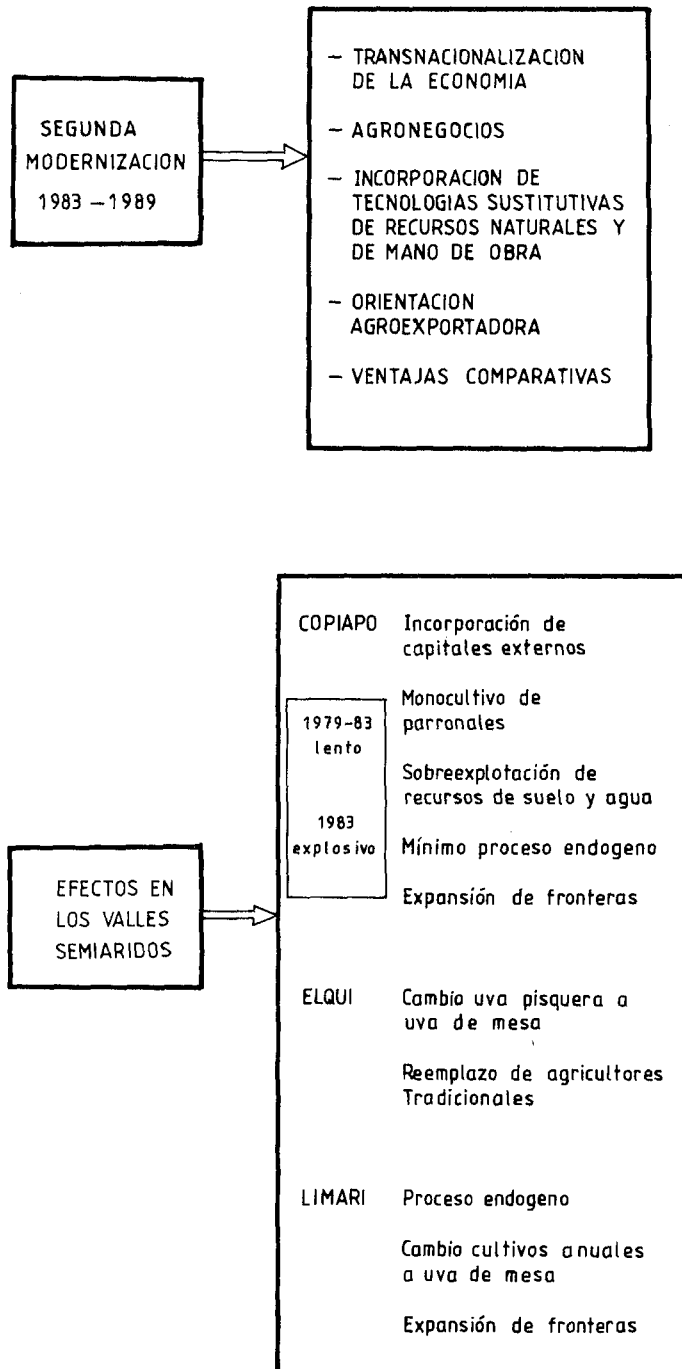 SEGUNDA
MODERNIZACION
1983 – 1989
– TRANSNACIONALIZACION
DE LA ECONOMIA
– AGRONEGOCIOS
– INCORPORACION DE
TECNOLOGIAS SUSTITUTIVAS
DE RECURSOS NATURALES Y
DE MANO DE OBRA
– ORIENTACION
AGROEXPORTADORA
– VENTAJAS COMPARATIVAS
EFECTOS EN
LOS VALLES
SEMIARIDOS
COPIAPO
1979-83
lento
1983
explosivo
Incorporación de
capitales externos
Monocultivo de
parronales
Sobreexplotación de
recursos de suelo y agua
Mínimo proceso endogeno
Expansión de fronteras
ELQUI
Cambio uva pisquera a
uva de mesa
Reemplazo de agricultores
Tradicionales
LIMARI
Proceso endogeno
Cambio cultivos anuales
a uva de mesa
Expansión de fronteras